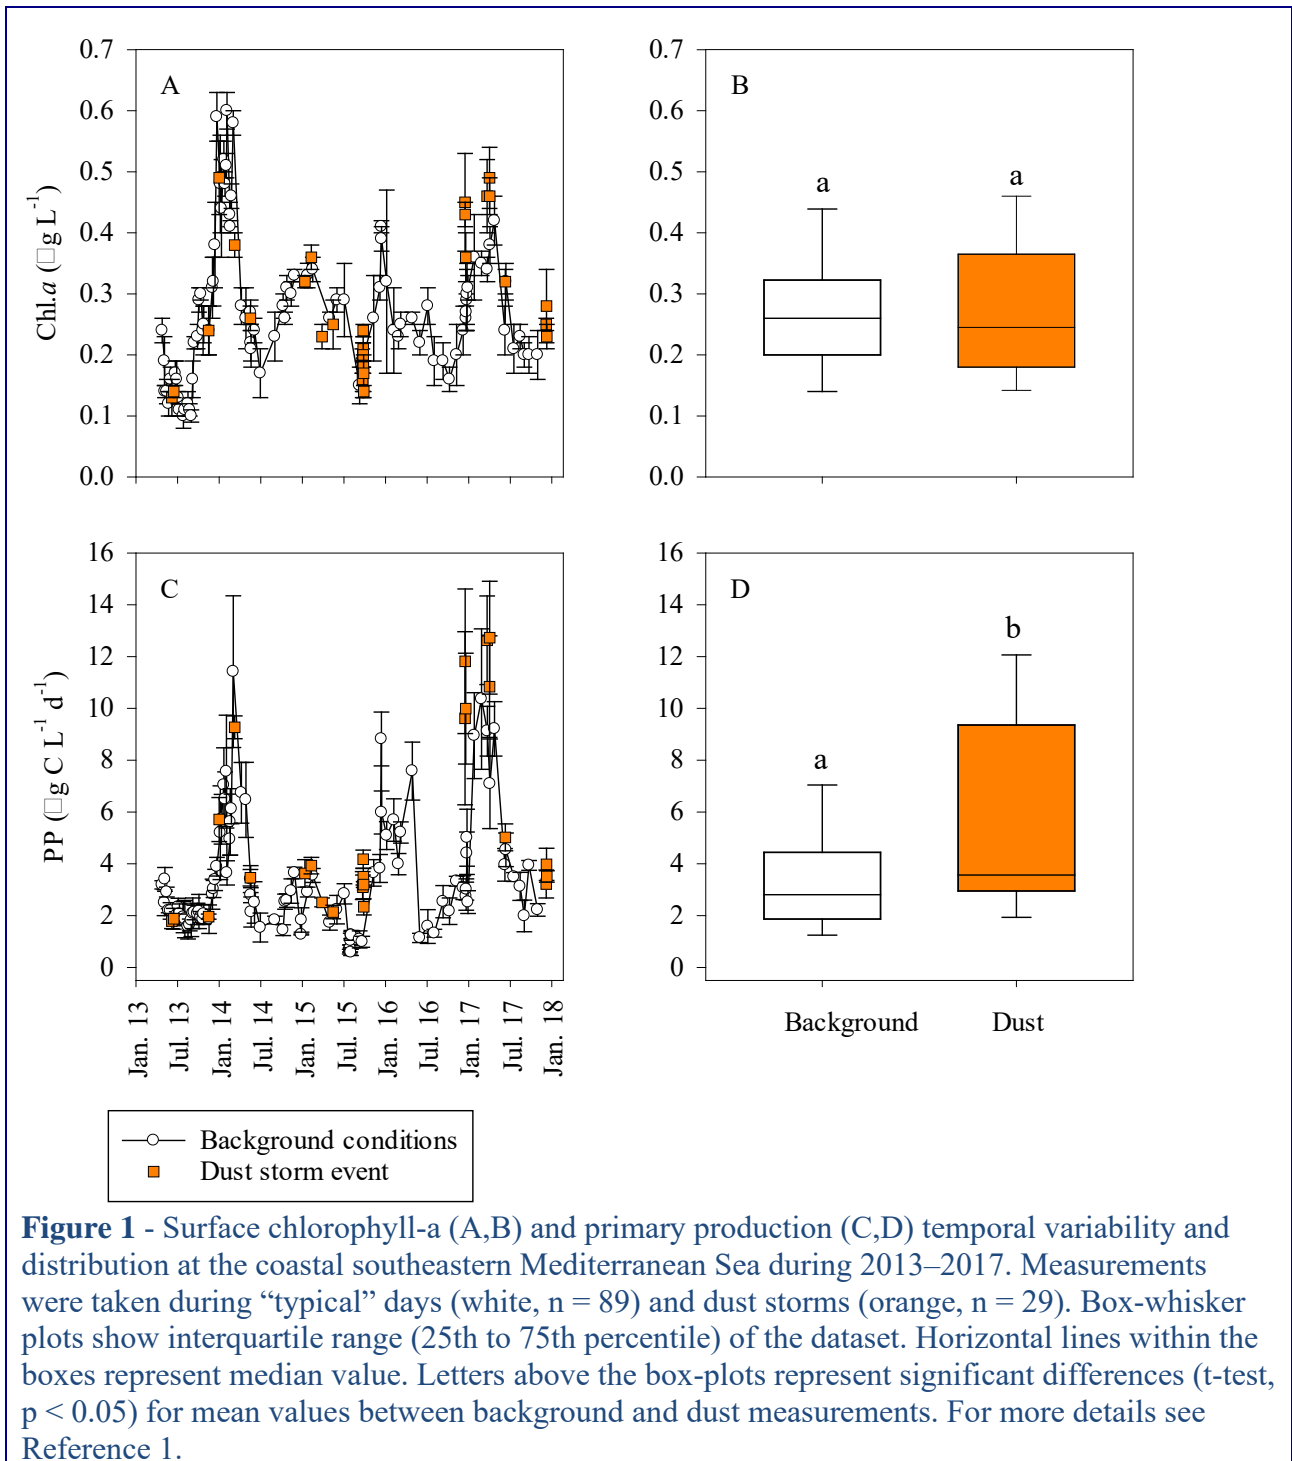 0.7
0.6
0.5
0.4
0.3
0.2
0.1
0.0
Chl.a (□g L-1)
A
0.7
0.6
0.5
0.4
0.3
0.2
0.1
0.0
B
a
a
16
14
12
10
8
6
4
2
0
PP (□g C L-1 d-1)
C
Jan. 13
Jul. 13
Jan. 14
Jul. 14
Jan. 15
Jul. 15
Jan. 16
Jul. 16
Jan. 17
Jul. 17
Jan. 18
16
14
12
10
8
6
4
2
0
D
a
b
Background
Dust
Background conditions
Dust storm event
Figure 1 - Surface chlorophyll-a (A,B) and primary production (C,D) temporal variability and
distribution at the coastal southeastern Mediterranean Sea during 2013–2017. Measurements
were taken during “typical” days (white, n = 89) and dust storms (orange, n = 29). Box-whisker
plots show interquartile range (25th to 75th percentile) of the dataset. Horizontal lines within the
boxes represent median value. Letters above the box-plots represent significant differences (t-test,
p < 0.05) for mean values between background and dust measurements. For more details see
Reference 1.